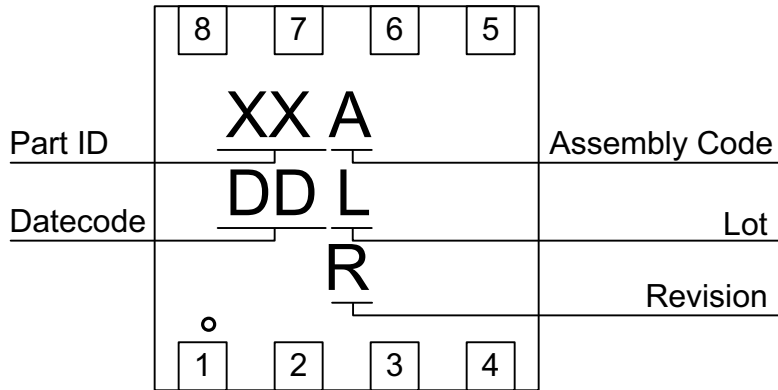 8 7 6 5
XX A
Part ID Assembly Code
DD L
Datecode Lot
R
Revision
1 2 3 4